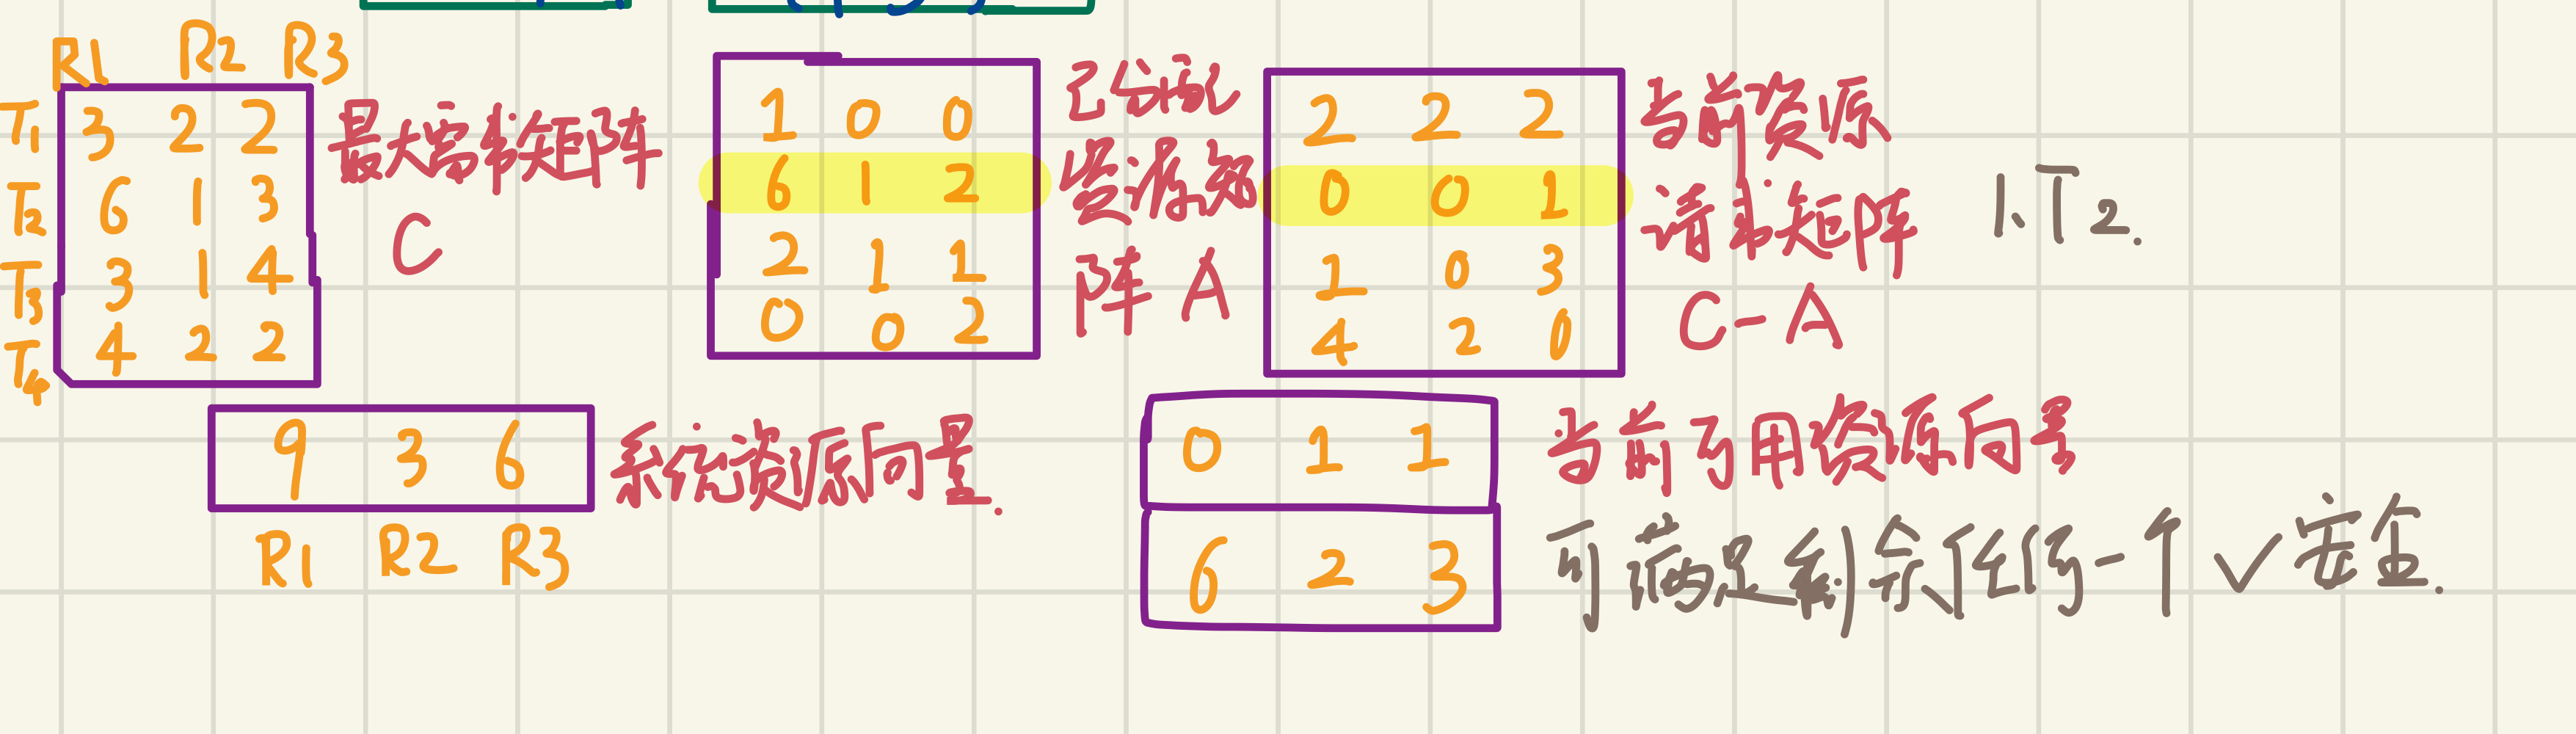 R1 R2 R3
T1 3 2 2
T2 6 1 3
T3 3 1 4
T4 4 2 2
最大需求矩阵
C
1 0 0
6 1 2
2 1 1
0 0 2
已分配
资源矩
阵 A
2 2 2
0 0 1
1 0 3
4 2 0
当前资源
请求矩阵
C-A
1. T2.
9 3 6
R1 R2 R3
系统资源向量.
0 1 1
当前可用资源向量
6 2 3
可满足剩余任何一个 ✓安全.